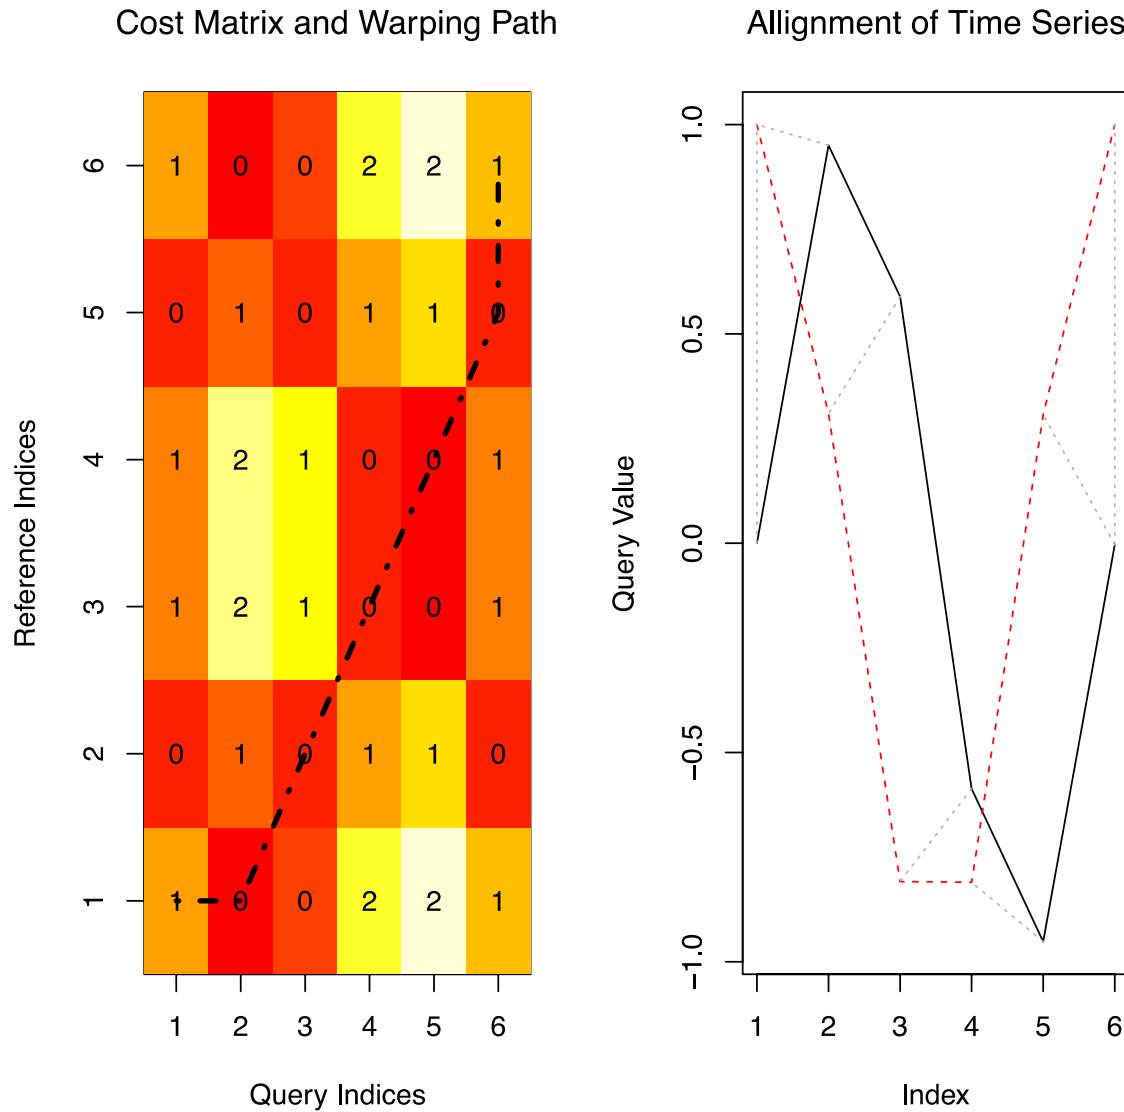 Cost Matrix and Warping Path
Reference Indices
6 1 0 0 2 2 1
5 0 1 0 1 1 0
4 1 2 1 0 0 1
3 1 2 1 0 0 1
2 0 1 0 1 1 0
1 1 0 0 2 2 1
1 2 3 4 5 6
Query Indices
Allignment of Time Series
Query Value
1.0
0.5
0.0
−0.5
−1.0
1 2 3 4 5 6
Index